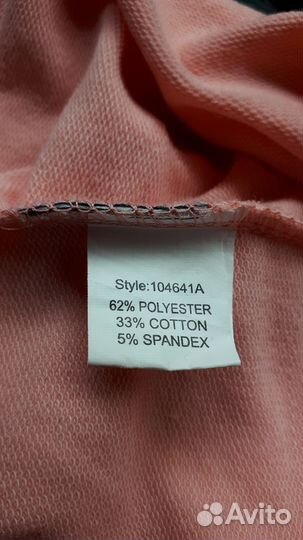 Style:104641A
62% POLYESTER
33% COTTON
5% SPANDEX
Avito